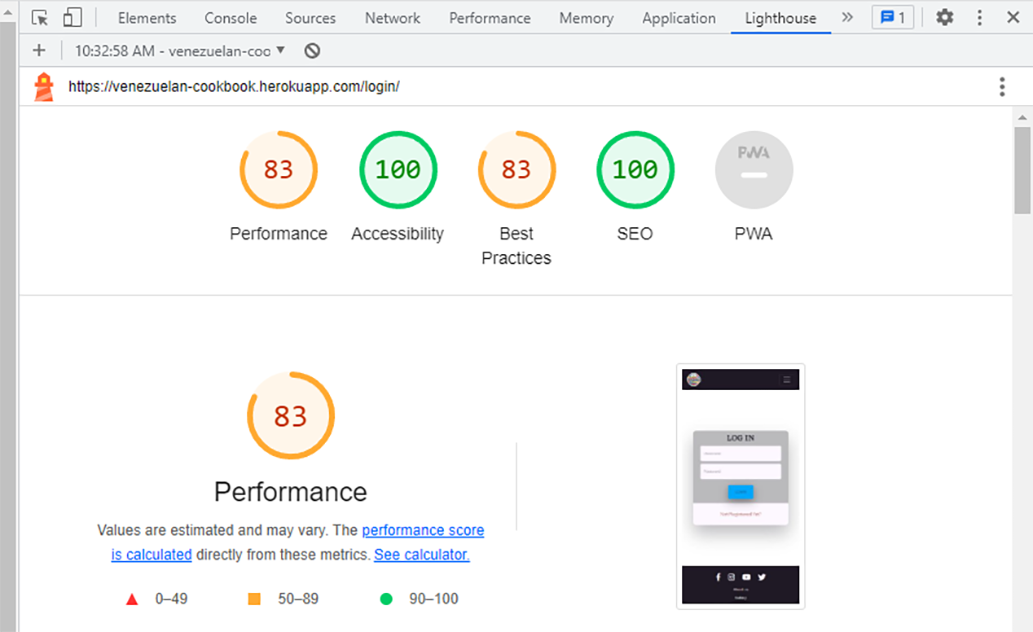 Elements Console Sources Network Performance Memory Application Lighthouse 1
10:32:58 AM - venezuelan-coo
https://venezuelan-cookbook.herokuapp.com/login/
83 100 83 100 PWA
Performance Accessibility Best Practices SEO PWA
83
Performance
Values are estimated and may vary. The performance score
is calculated directly from these metrics. See calculator.
0–49 50–89 90–100
LOG IN